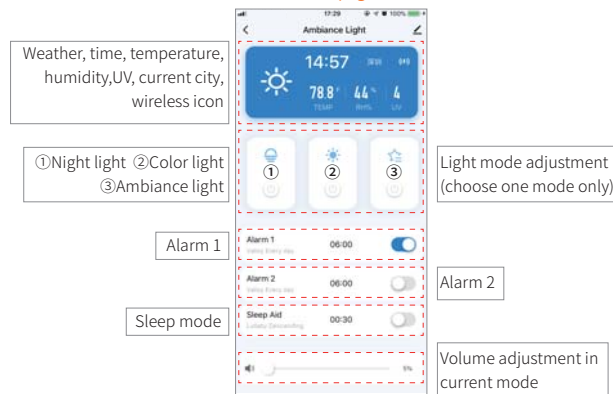 17:29
100%
Ambiance Light
Weather, time, temperature,
humidity,UV, current city,
wireless icon
14:57
78.8°
44%
4
TEMP
RH%
UV
①Night light ②Color light
③Ambiance light
①
②
③
Light mode adjustment
(choose one mode only)
Alarm 1
Alarm 1
06:00
Alarm 2
06:00
Alarm 2
Sleep mode
Sleep Aid
00:30
Volume adjustment in
current mode
5%